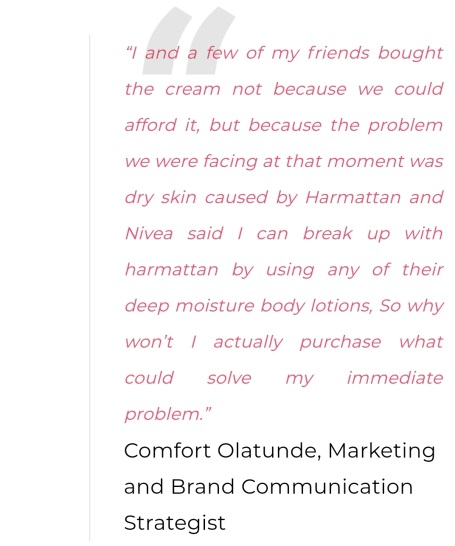 “I and a few of my friends bought
the cream not because we could
afford it, but because the problem
we were facing at that moment was
dry skin caused by Harmattan and
Nivea said I can break up with
harmattan by using any of their
deep moisture body lotions, So why
won’t I actually purchase what
could solve my immediate
problem.”
Comfort Olatunde, Marketing
and Brand Communication
Strategist